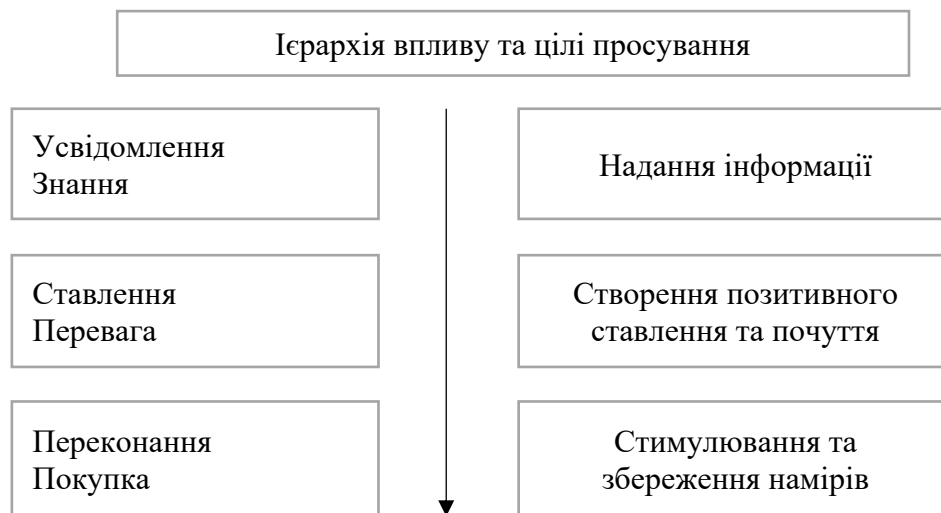 Ієрархія впливу та цілі просування
Усвідомлення
Знання
Надання інформації
Ставлення
Перевага
Створення позитивного
ставлення та почуття
Переконання
Покупка
Стимулювання та
збереження намірів